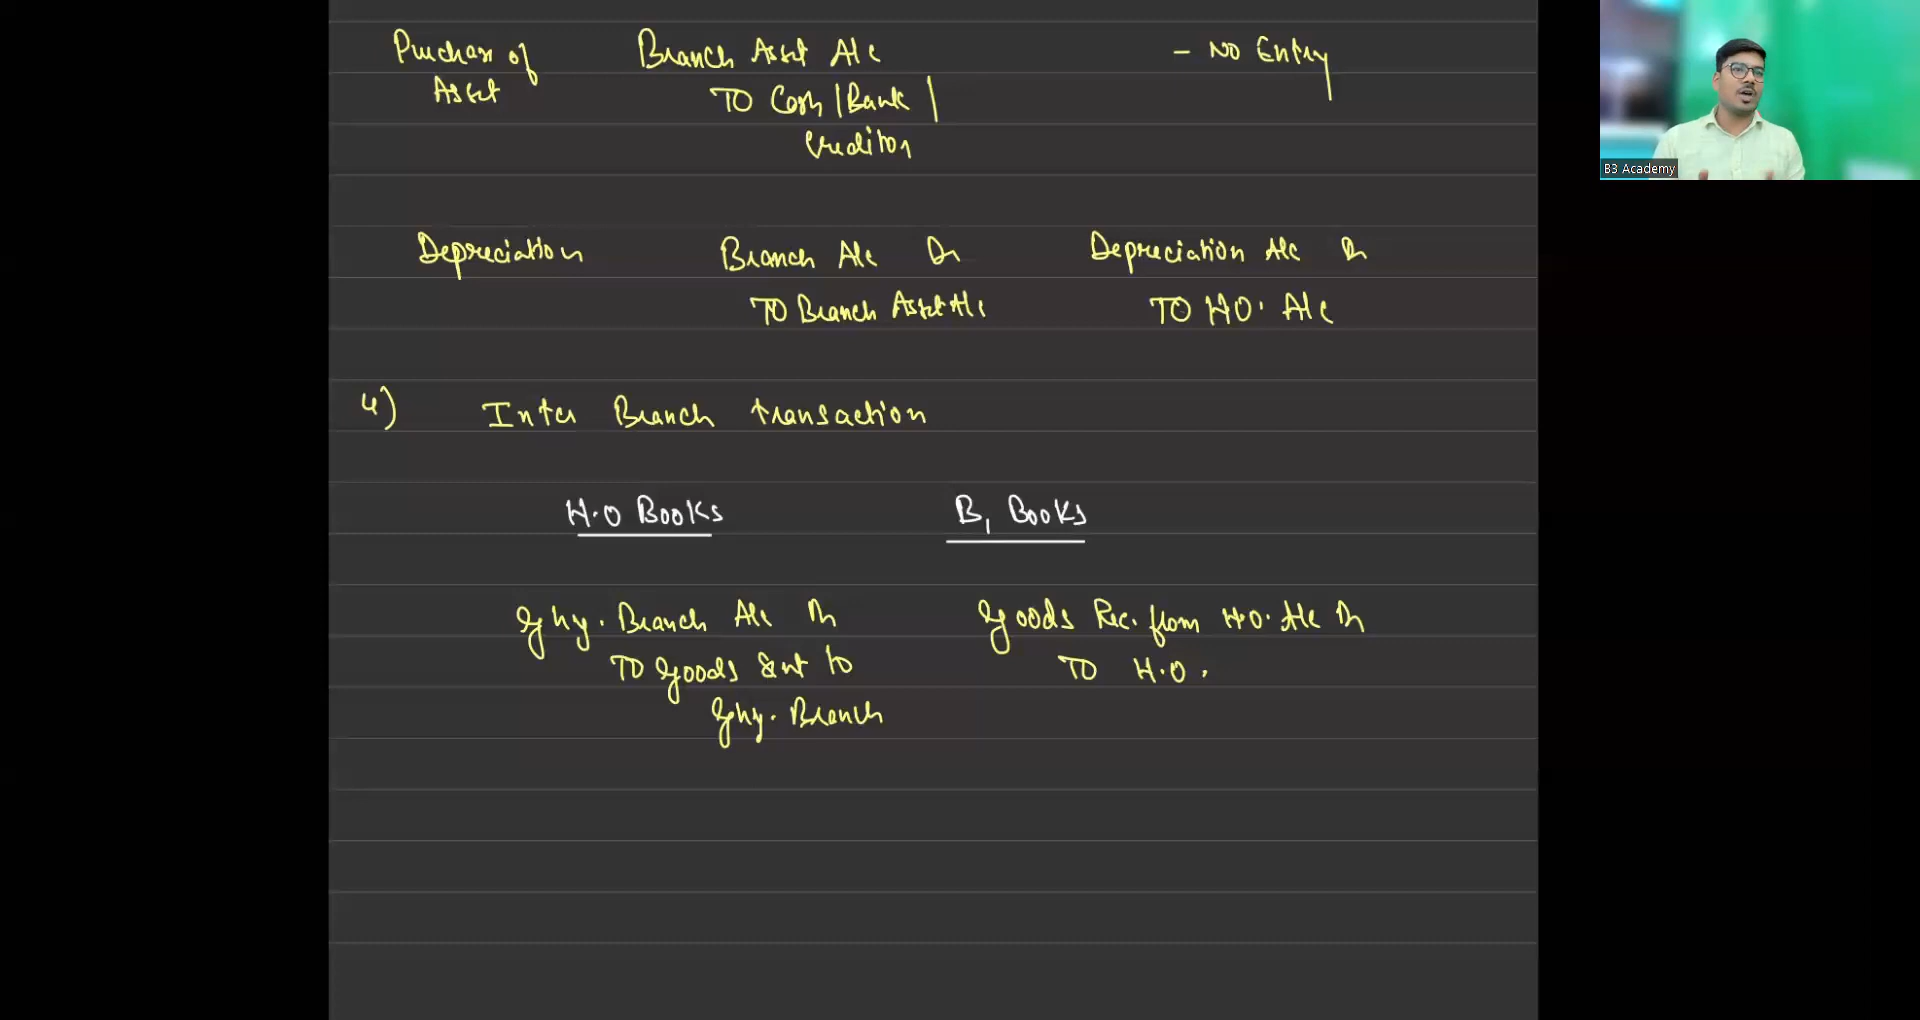 Purchase of Branch Asset A/c - No Entry
Asset To Cash | Bank |
Creditor
Depreciation Branch A/c Dr Depreciation A/c Dr
To Branch Asset A/c To H.O. A/c
4) Inter Branch transaction
H.O Books B1 Books
Ghy. Branch A/c Dr Goods Rec. from H.O. A/c Dr
To Goods sent to To H.O.
Ghy. Branch
B3 Academy